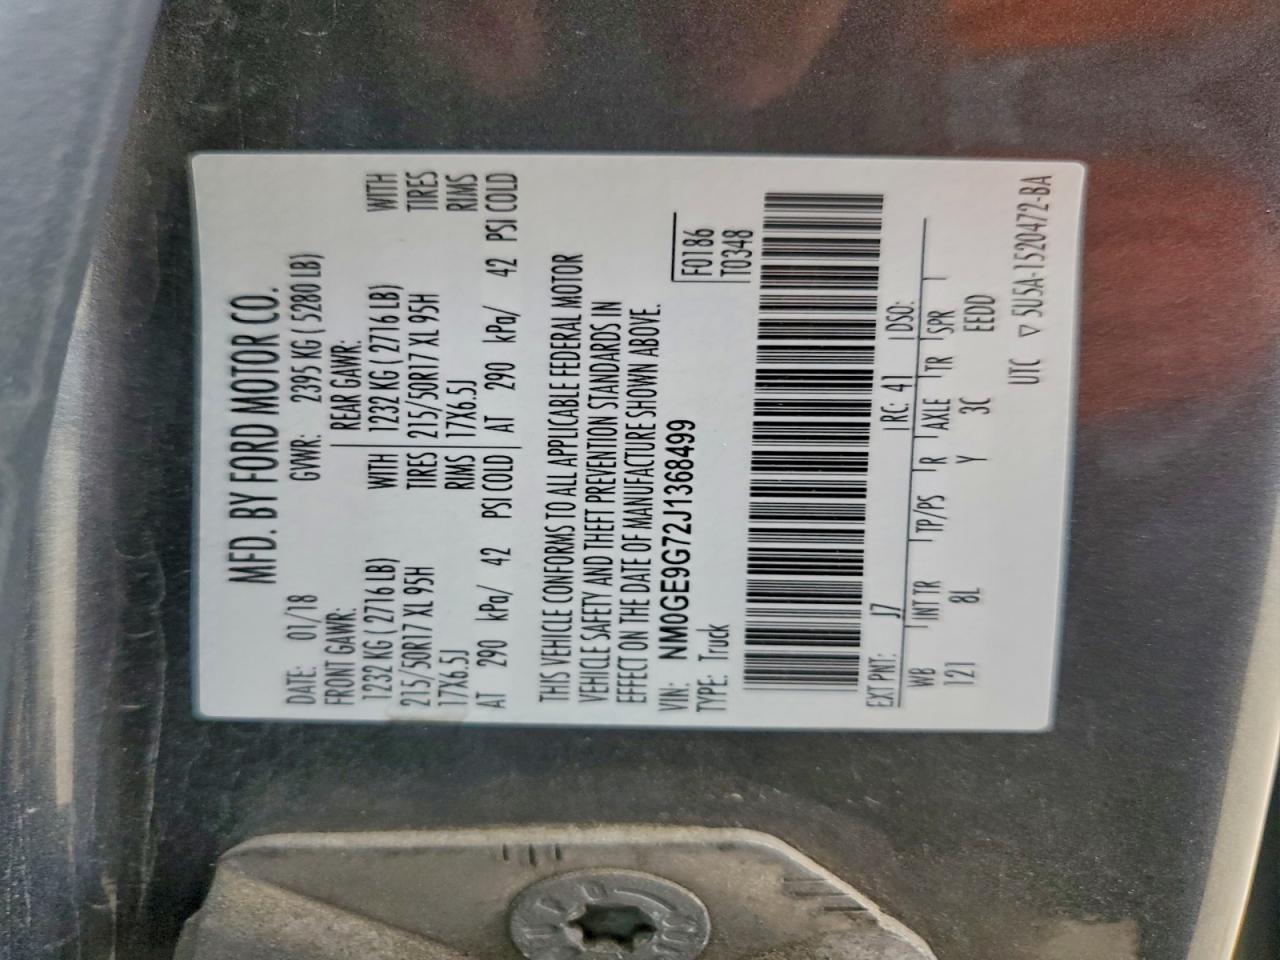 MFD. BY FORD MOTOR CO.
DATE: 01/18 GVWR: 2395 KG ( 5280 LB)
FRONT GAWR: REAR GAWR:
1232 KG ( 2716 LB) WITH 1232 KG ( 2716 LB) WITH
215/50R17 XL 95H TIRES 215/50R17 XL 95H TIRES
17X6.5J RIMS 17X6.5J RIMS
AT 290 kPa/ 42 PSI COLD AT 290 kPa/ 42 PSI COLD
THIS VEHICLE CONFORMS TO ALL APPLICABLE FEDERAL MOTOR
VEHICLE SAFETY AND THEFT PREVENTION STANDARDS IN
EFFECT ON THE DATE OF MANUFACTURE SHOWN ABOVE.
VIN: NM0GE9G72J1368499 F0186
TYPE: Truck T0348
EXT PNT: J7 RC: 41 DSO:
WB INT TR TP/PS R AXLE TR SPR
121 8L Y 3C EEDD
UTC ▽ 5U5A-1520472-BA